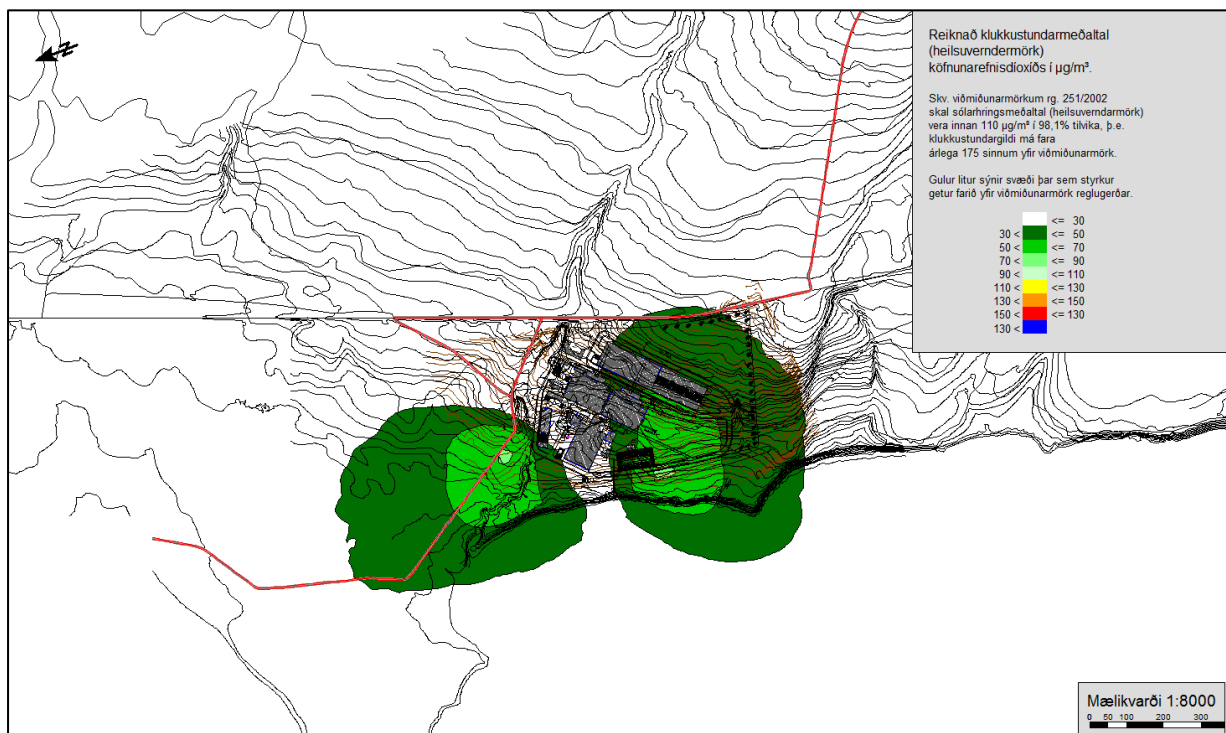 N
Reiknað klukkustundarmeðaltal
(heilsuverndermörk)
köfnunarefnisdíoxíðs í µg/m³.
Skv. viðmiðunarmörkum rg. 251/2002
skal sólarhringsmeðaltal (heilsuverndarmörk)
vera innan 110 µg/m³ í 98,1% tilvika, þ.e.
klukkustundargildi má fara
árlega 175 sinnum yfir viðmiðunarmörk.
Gulur litur sýnir svæði þar sem styrkur
getur farið yfir viðmiðunarmörk reglugerðar.
<= 30
30 < <= 50
50 < <= 70
70 < <= 90
90 < <= 110
110 < <= 130
130 < <= 150
150 < <= 130
130 <
Mælikvarði 1:8000
0 50 100 200 300